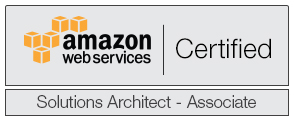 amazon
webservices
Certified
Solutions Architect - Associate